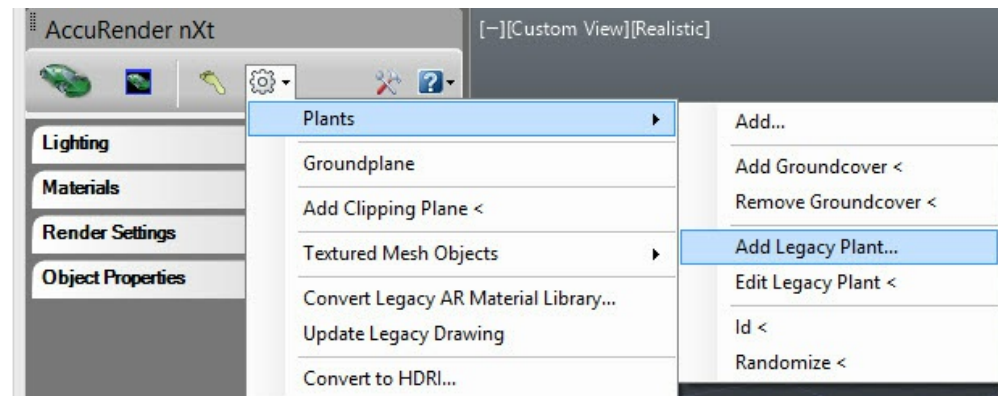 AccuRender nXt
[−][Custom View][Realistic]
?
Lighting
Materials
Render Settings
Object Properties
Plants
Groundplane
Add Clipping Plane <
Textured Mesh Objects
Convert Legacy AR Material Library...
Update Legacy Drawing
Convert to HDRI...
Add...
Add Groundcover <
Remove Groundcover <
Add Legacy Plant...
Edit Legacy Plant <
Id <
Randomize <